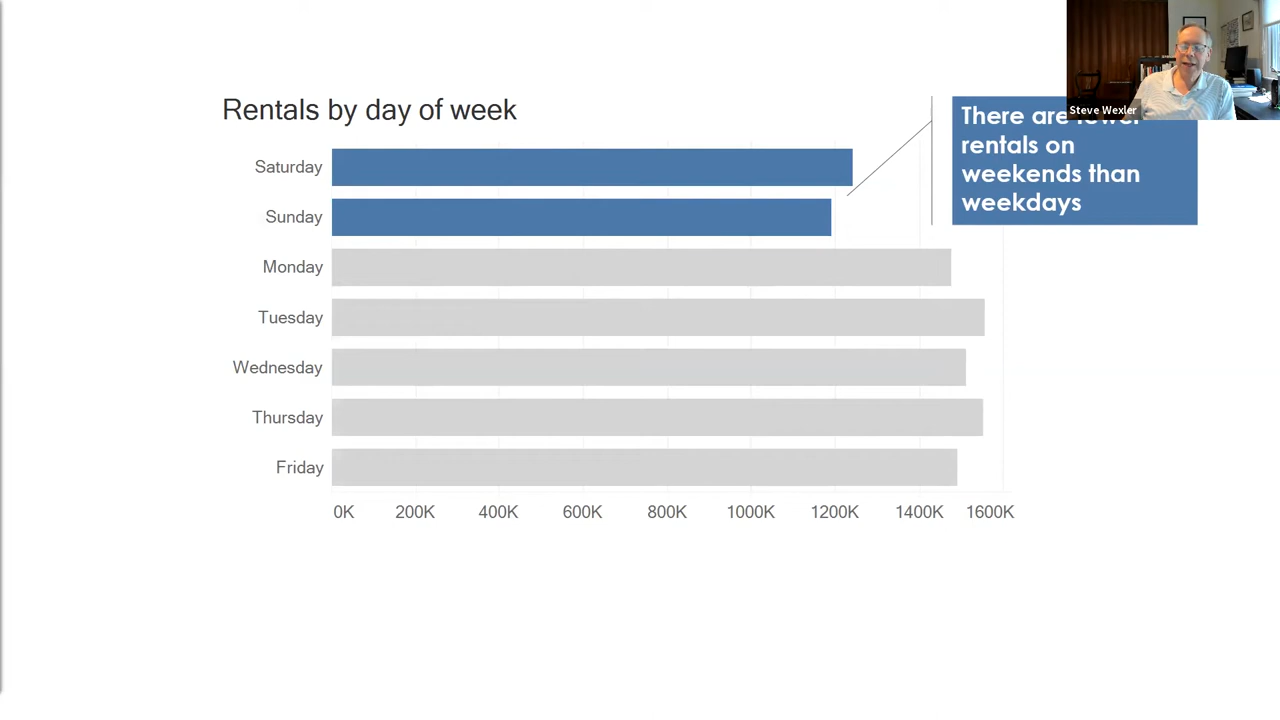 Rentals by day of week
Steve Wexler
There are fewer
rentals on
weekends than
weekdays
Saturday
Sunday
Monday
Tuesday
Wednesday
Thursday
Friday
0K 200K 400K 600K 800K 1000K 1200K 1400K 1600K